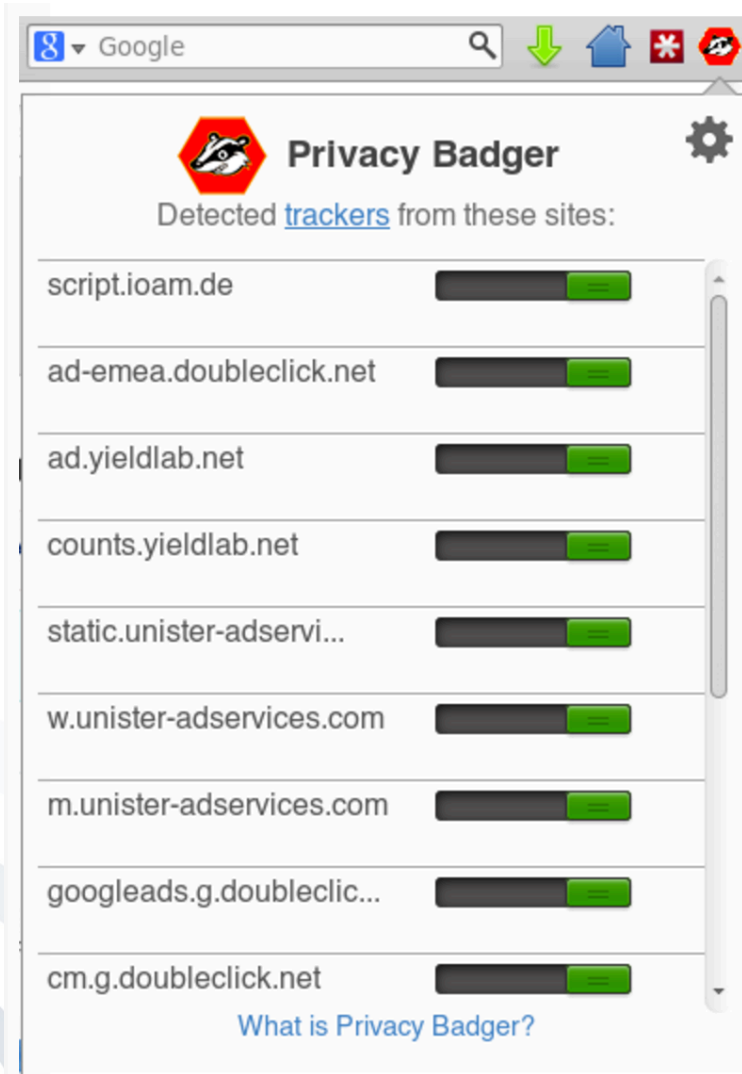 Google
Privacy Badger
Detected trackers from these sites:
script.ioam.de
ad-emea.doubleclick.net
ad.yieldlab.net
counts.yieldlab.net
static.unister-adservi...
w.unister-adservices.com
m.unister-adservices.com
googleads.g.doubleclic...
cm.g.doubleclick.net
What is Privacy Badger?